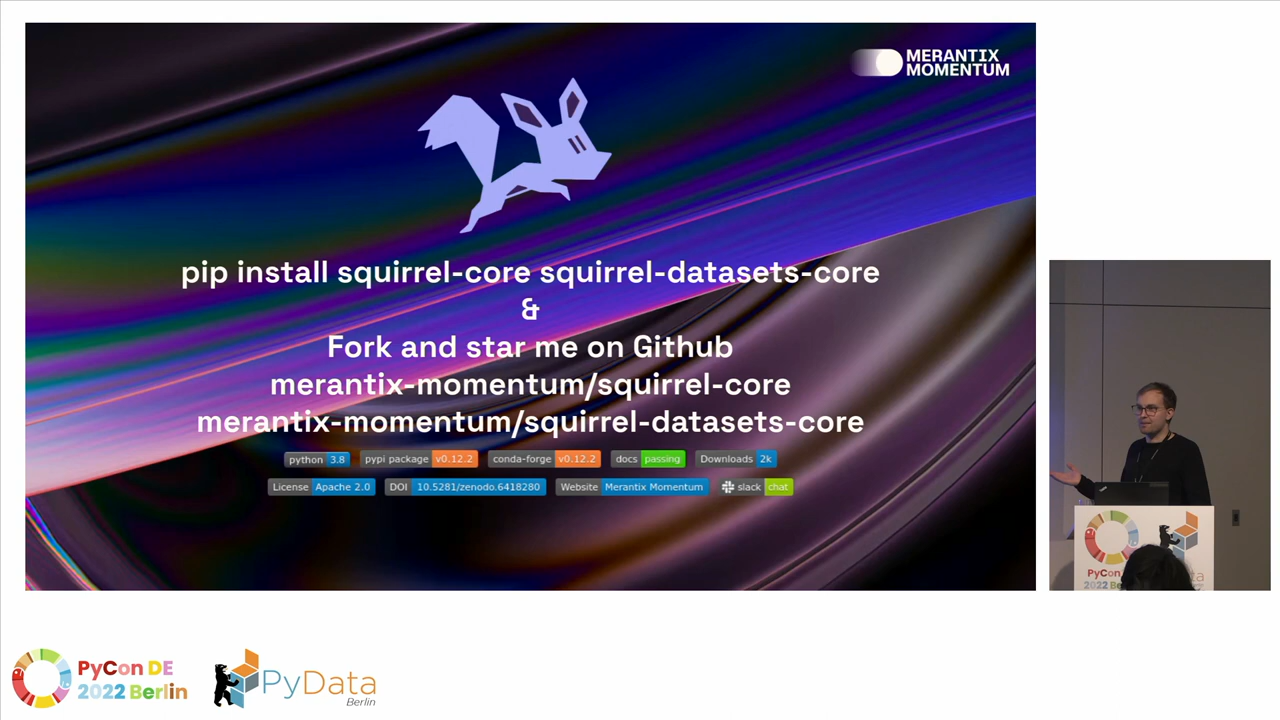 MERANTIX
MOMENTUM
pip install squirrel-core squirrel-datasets-core
&
Fork and star me on Github
merantix-momentum/squirrel-core
merantix-momentum/squirrel-datasets-core
python 3.8 pypi package v0.12.2 conda-forge v0.12.2 docs passing Downloads 2k
License Apache 2.0 DOI 10.5281/zenodo.6418280 Website Merantix Momentum slack chat
PyCon DE
2022 Berlin
PyData
Berlin